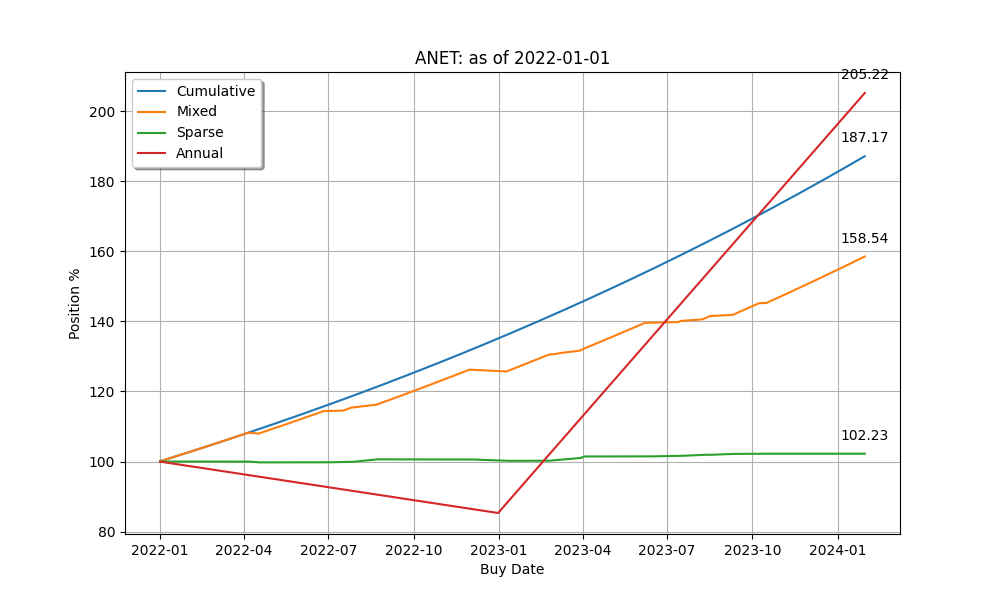 ANET: as of 2022-01-01
Cumulative
Mixed
Sparse
Annual
205.22
187.17
158.54
102.23
Position %
200
180
160
140
120
100
80
2022-01 2022-04 2022-07 2022-10 2023-01 2023-04 2023-07 2023-10 2024-01
Buy Date